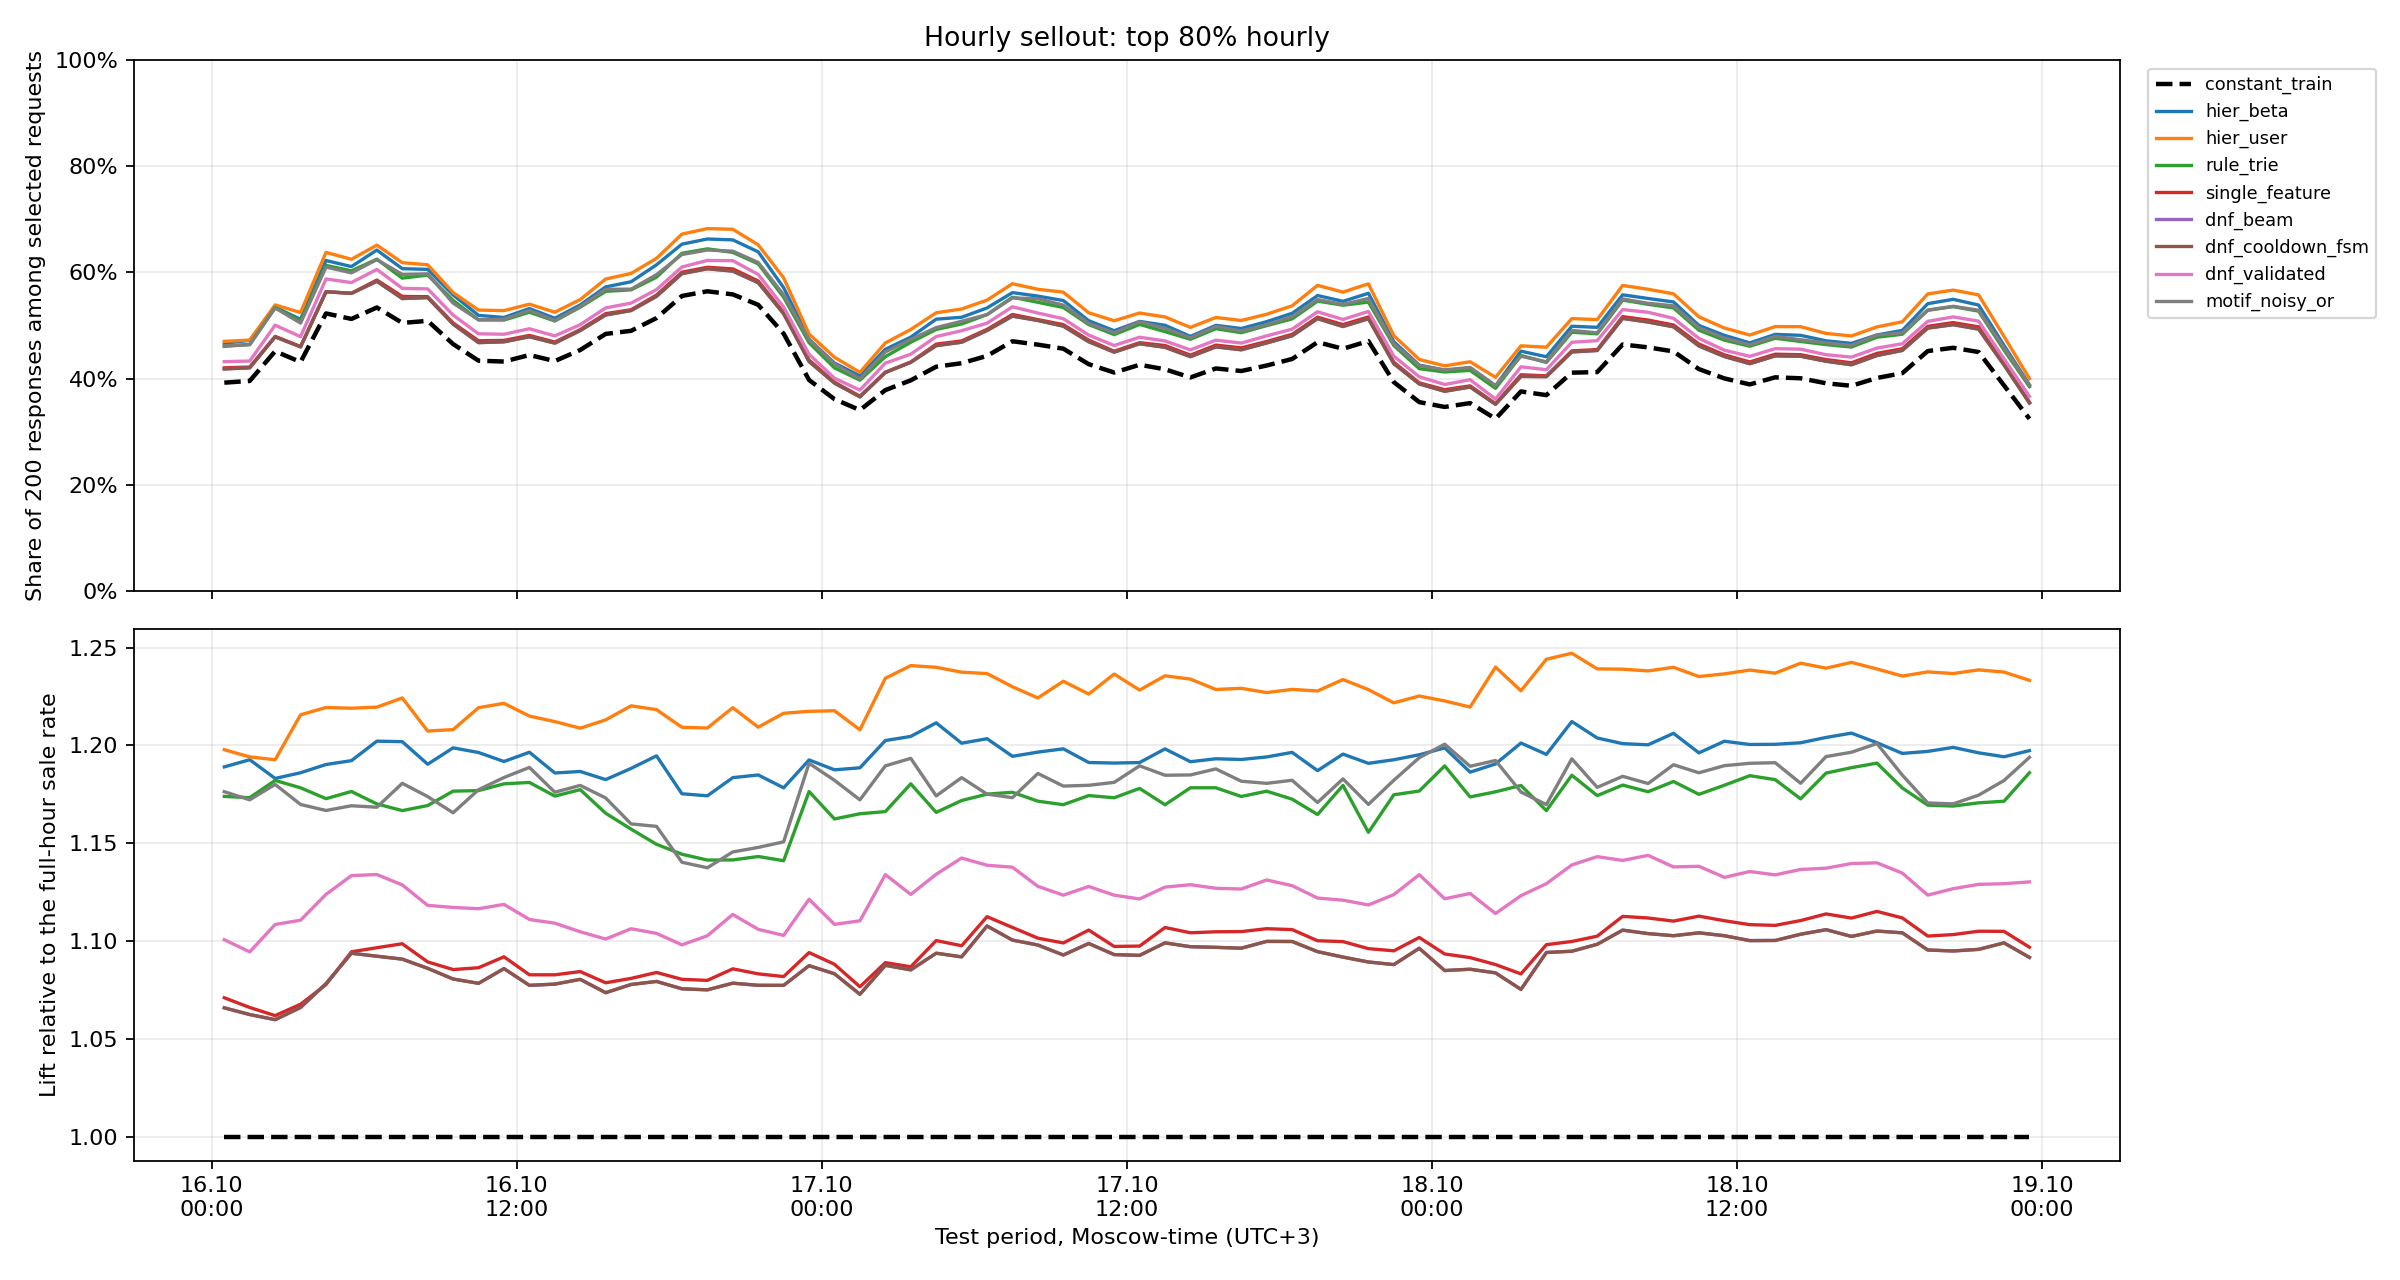 Hourly sellout: top 80% hourly
Share of 200 responses among selected requests
100%
80%
60%
40%
20%
0%
constant_train
hier_beta
hier_user
rule_trie
single_feature
dnf_beam
dnf_cooldown_fsm
dnf_validated
motif_noisy_or
Lift relative to the full-hour sale rate
1.25
1.20
1.15
1.10
1.05
1.00
16.10
00:00
16.10
12:00
17.10
00:00
17.10
12:00
18.10
00:00
18.10
12:00
19.10
00:00
Test period, Moscow-time (UTC+3)